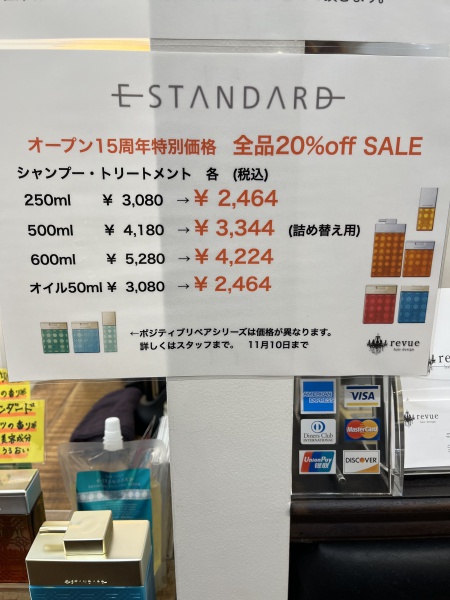 E STANDARD
オープン15周年特別価格 全品20%off SALE
シャンプー・トリートメント 各 (税込)
250ml ¥ 3,080 →¥ 2,464
500ml ¥ 4,180 →¥ 3,344 (詰め替え用)
600ml ¥ 5,280 →¥ 4,224
オイル50ml ¥ 3,080 →¥ 2,464
←ポジティブリペアシリーズは価格が異なります。
詳しくはスタッフまで。 11月10日まで
revue
hair design
revue
AMERICAN EXPRESS
VISA
Diners Club
INTERNATIONAL
MasterCard
UnionPay
银联
DISCOVER